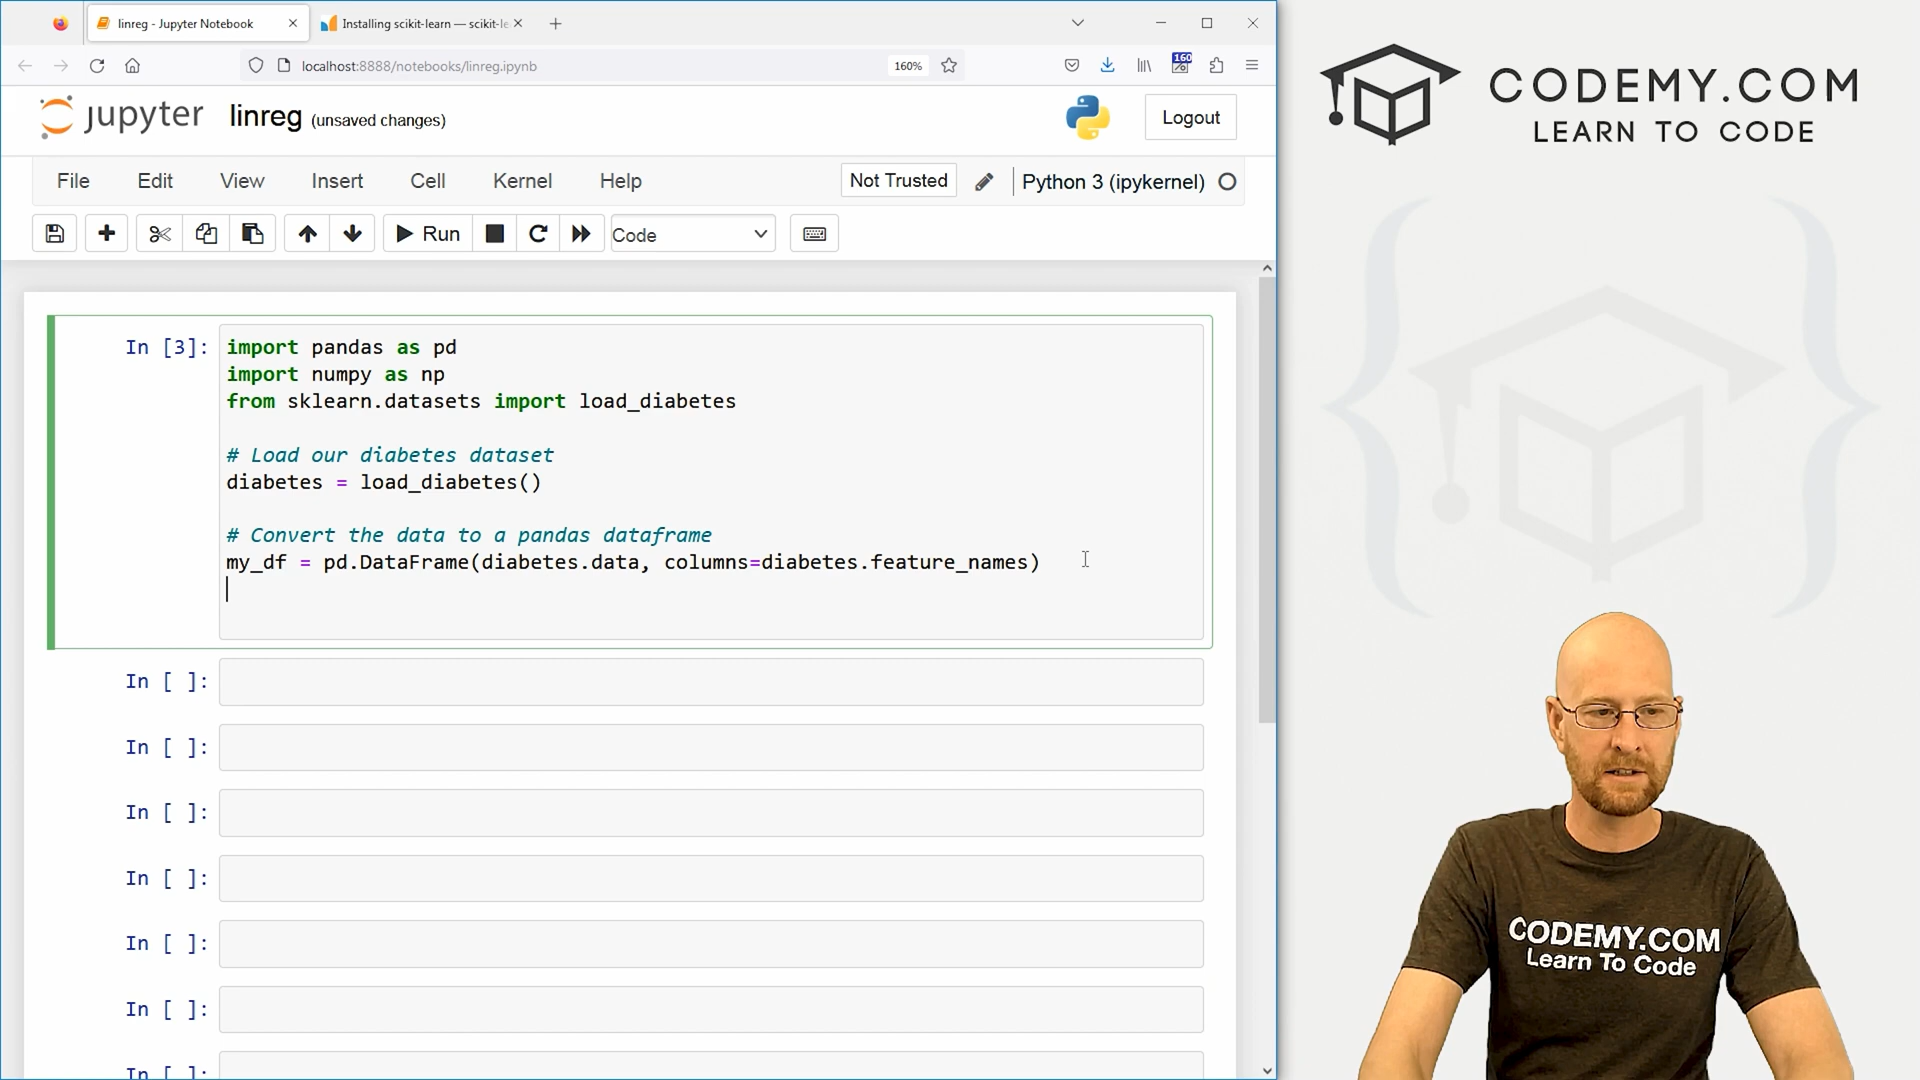 linreg - Jupyter Notebook
Installing scikit-learn — scikit-le
localhost:8888/notebooks/linreg.ipynb
160%
160
jupyter linreg (unsaved changes)
Logout
File Edit View Insert Cell Kernel Help
Not Trusted
Python 3 (ipykernel)
Run
Code
In [3]:
import pandas as pd
import numpy as np
from sklearn.datasets import load_diabetes
# Load our diabetes dataset
diabetes = load_diabetes()
# Convert the data to a pandas dataframe
my_df = pd.DataFrame(diabetes.data, columns=diabetes.feature_names)
In [ ]:
In [ ]:
In [ ]:
In [ ]:
In [ ]:
In [ ]:
In [ ]:
CODEMY.COM
LEARN TO CODE
CODEMY.COM
Learn To Code